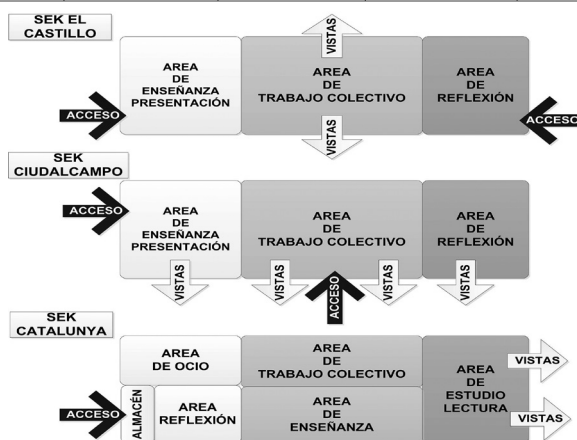 SEK EL
CASTILLO
VISTAS
AREA
DE
ENSEÑANZA
PRESENTACIÓN
AREA
DE
TRABAJO COLECTIVO
AREA
DE
REFLEXIÓN
ACCESO
ACCESO
VISTAS
SEK
CIUDALCAMPO
ACCESO
AREA
DE
ENSEÑANZA
PRESENTACIÓN
AREA
DE
TRABAJO COLECTIVO
AREA
DE
REFLEXIÓN
VISTAS
VISTAS
ACCESO
VISTAS
VISTAS
SEK
CATALUNYA
AREA
DE OCIO
AREA
DE
TRABAJO COLECTIVO
AREA
DE
ESTUDIO
LECTURA
VISTAS
ACCESO
ALMACÉN
AREA
REFLEXIÓN
AREA
DE
ENSEÑANZA
VISTAS